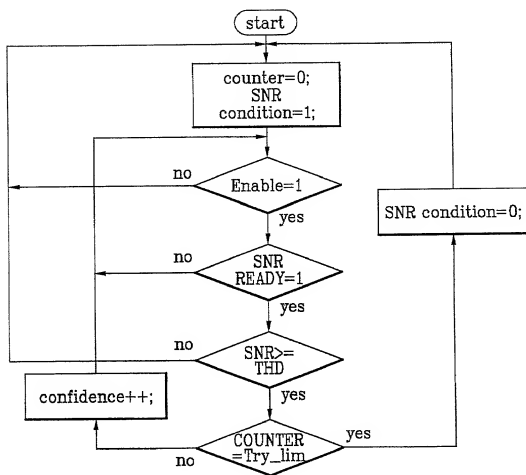 start
counter=0;
SNR
condition=1;
no
Enable=1
yes
SNR condition=0;
no
SNR
READY=1
yes
no
SNR>=
THD
yes
confidence++;
COUNTER
=Try_lim
yes
no